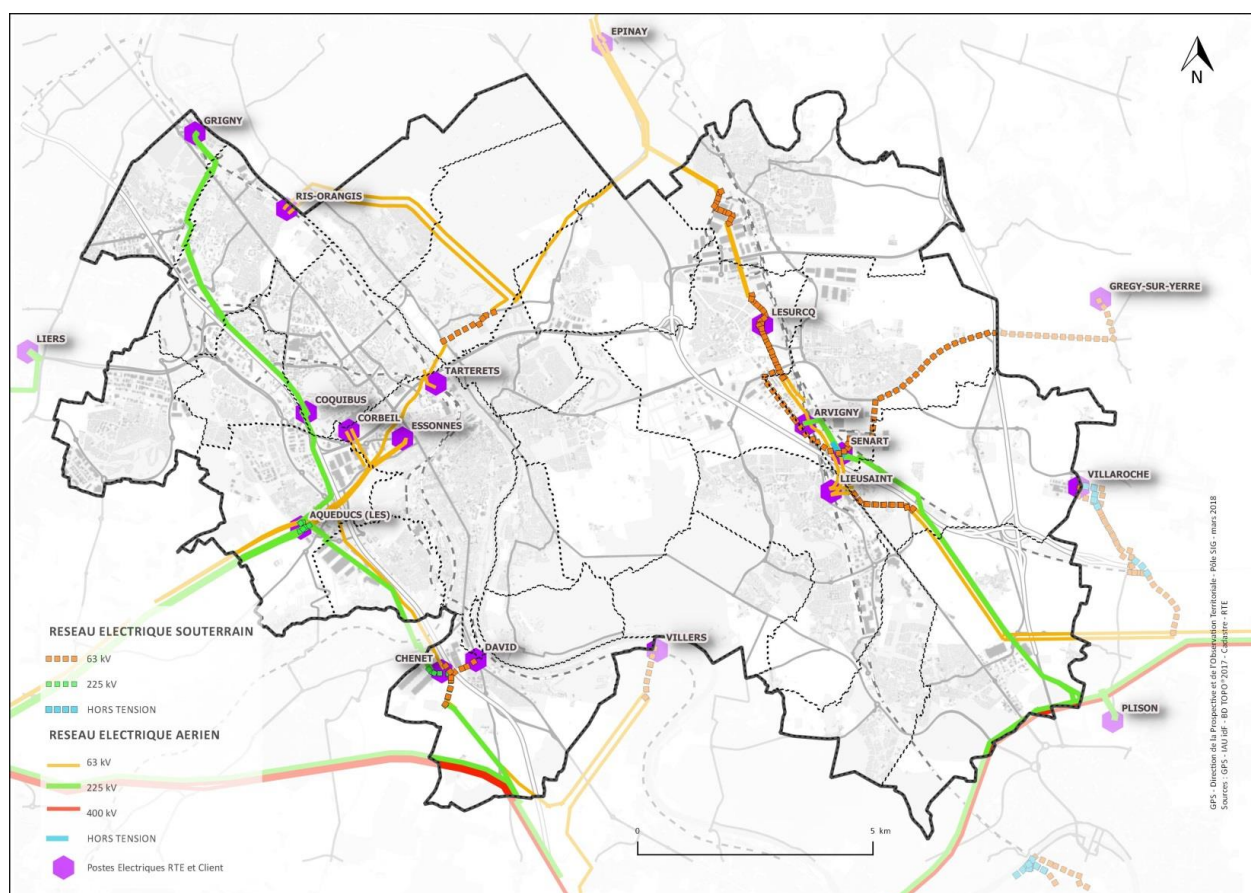 EPINAY
N
GRIGNY
RIS-ORANGIS
GREGY-SUR-YERRE
LESURCQ
LIERS
TARTERETS
COQUIBUS
CORBEIL
ESSONNES
ARVIGNY
SENART
LIEUSAINT
VILLAROCHE
AQUEDUCS (LES)
RESEAU ELECTRIQUE SOUTERRAIN
63 kV
225 kV
HORS TENSION
RESEAU ELECTRIQUE AERIEN
63 kV
225 kV
400 kV
HORS TENSION
Postes Electriques RTE et Client
DAVID
CHENET
VILLERS
PLISON
0
5 km
GPS - Direction de la Prospective et de l'Observation Territoriale - Pôle SIG - mars 2018
Sources : GPS - IAU idF - BD TOPO®2017 - Cadastre - RTE